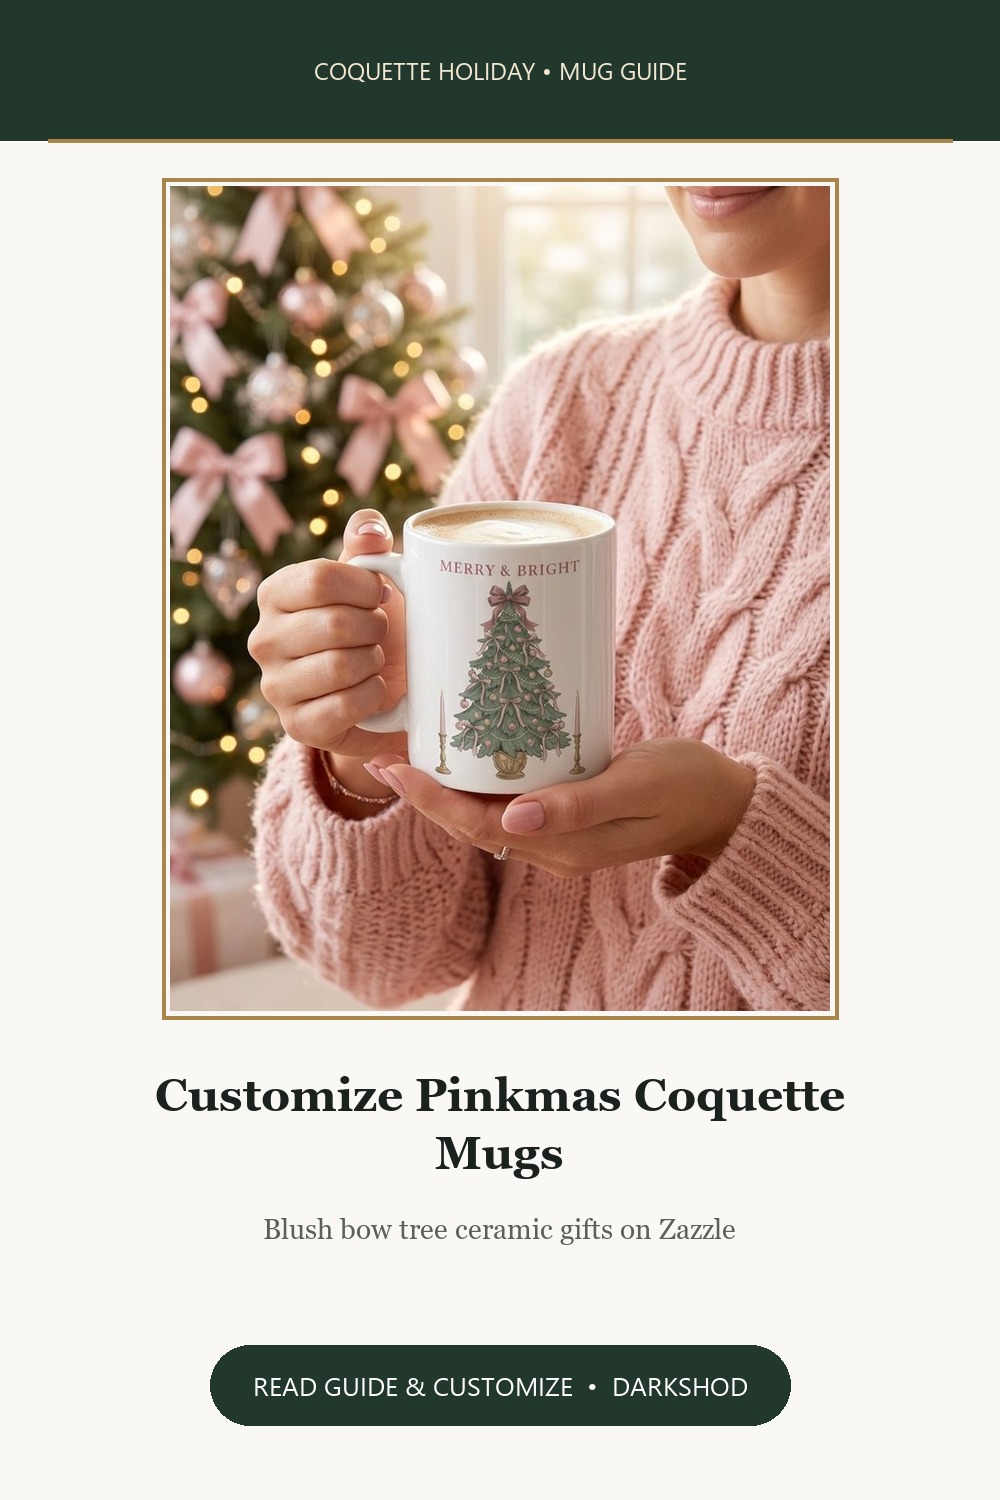 COQUETTE HOLIDAY • MUG GUIDE
MERRY & BRIGHT
Customize Pinkmas Coquette
Mugs
Blush bow tree ceramic gifts on Zazzle
READ GUIDE & CUSTOMIZE • DARKSHOD